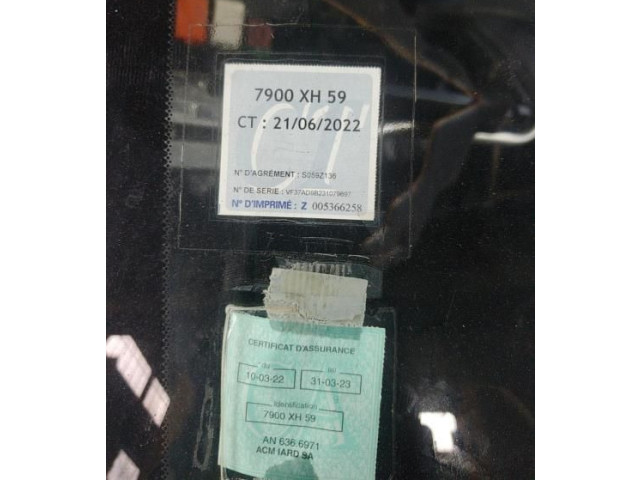 7900 XH 59
CT : 21/06/2022
N° D'AGRÉMENT : S059Z136
N° DE SERIE :
N° D'IMPRIMÉ : Z 005366258
CERTIFICAT D'ASSURANCE
du au
10-03-22 31-03-23
Identification
7900 XH 59
AN 636.6971
ACM IARD SA